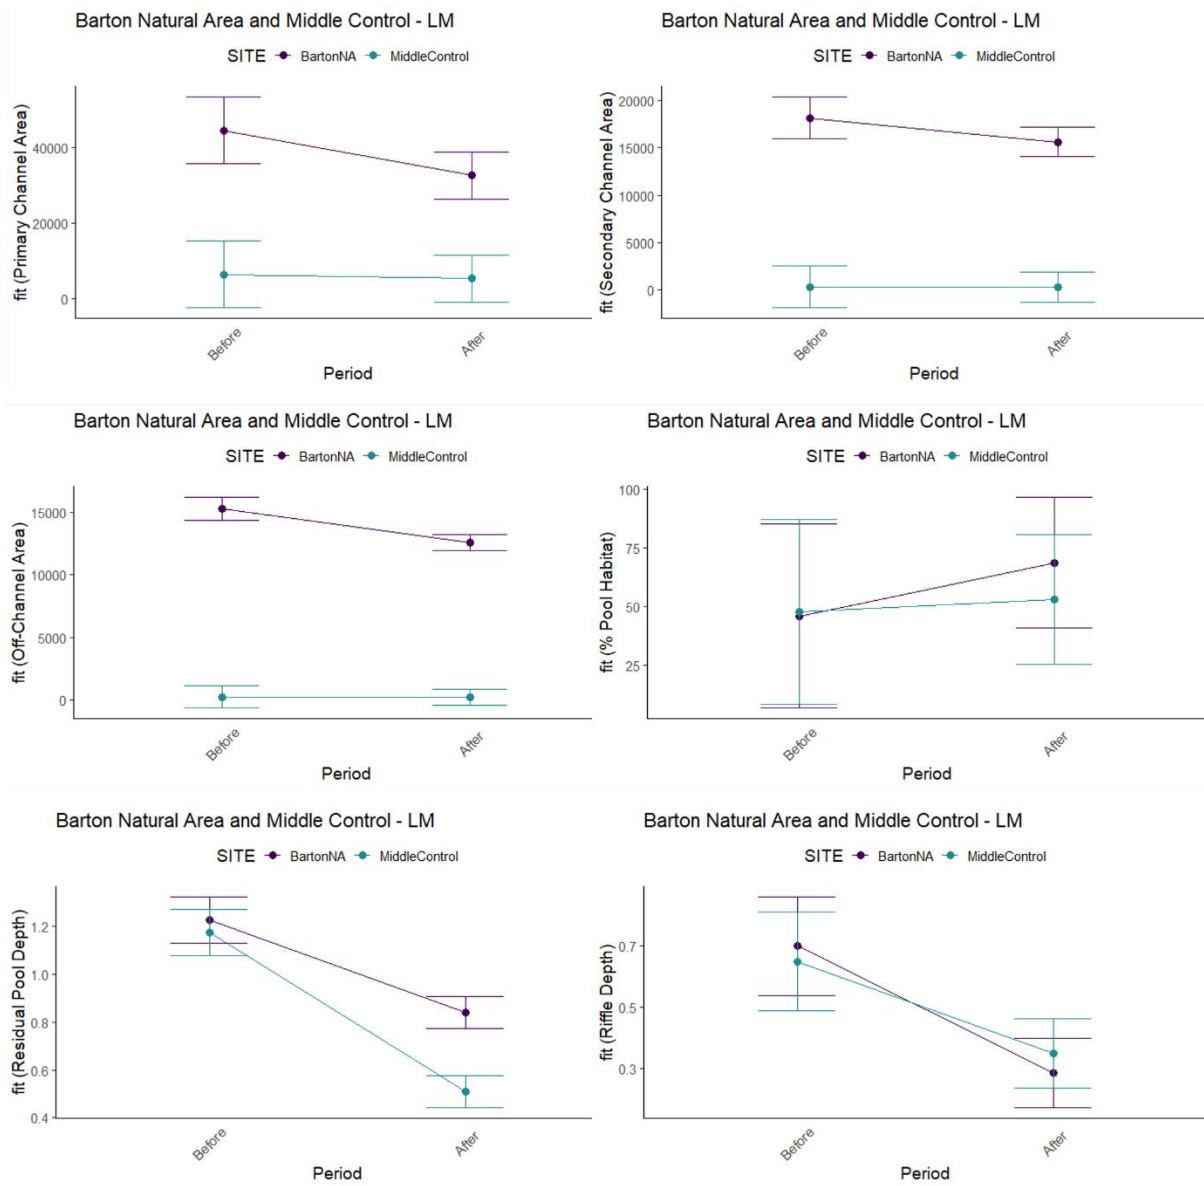 Barton Natural Area and Middle Control - LM
SITE BartonNA MiddleControl
fit (Primary Channel Area)
40000
20000
0
Before
After
Period
Barton Natural Area and Middle Control - LM
SITE BartonNA MiddleControl
fit (Secondary Channel Area)
20000
15000
10000
5000
0
Before
After
Period
Barton Natural Area and Middle Control - LM
SITE BartonNA MiddleControl
fit (Off-Channel Area)
15000
10000
5000
0
Before
After
Period
Barton Natural Area and Middle Control - LM
SITE BartonNA MiddleControl
fit (% Pool Habitat)
100
75
50
25
Before
After
Period
Barton Natural Area and Middle Control - LM
SITE BartonNA MiddleControl
fit (Residual Pool Depth)
1.2
1.0
0.8
0.6
0.4
Before
After
Period
Barton Natural Area and Middle Control - LM
SITE BartonNA MiddleControl
fit (Riffle Depth)
0.7
0.5
0.3
Before
After
Period